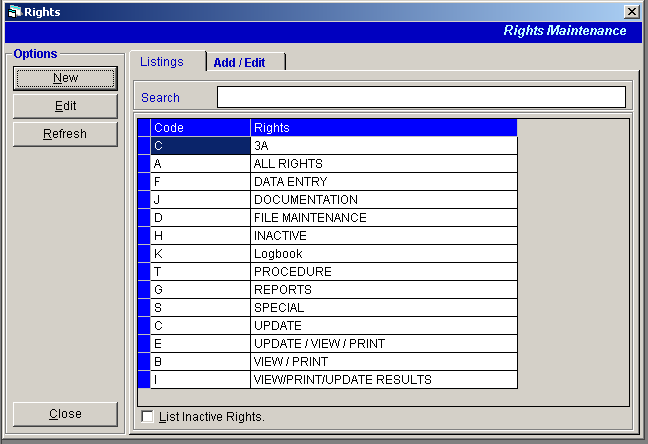 Rights
Rights Maintenance
Options
New
Edit
Refresh
Close
Listings
Add / Edit
Search
Code Rights
C 3A
A ALL RIGHTS
F DATA ENTRY
J DOCUMENTATION
D FILE MAINTENANCE
H INACTIVE
K Logbook
T PROCEDURE
G REPORTS
S SPECIAL
C UPDATE
E UPDATE / VIEW / PRINT
B VIEW / PRINT
I VIEW/PRINT/UPDATE RESULTS
List Inactive Rights.